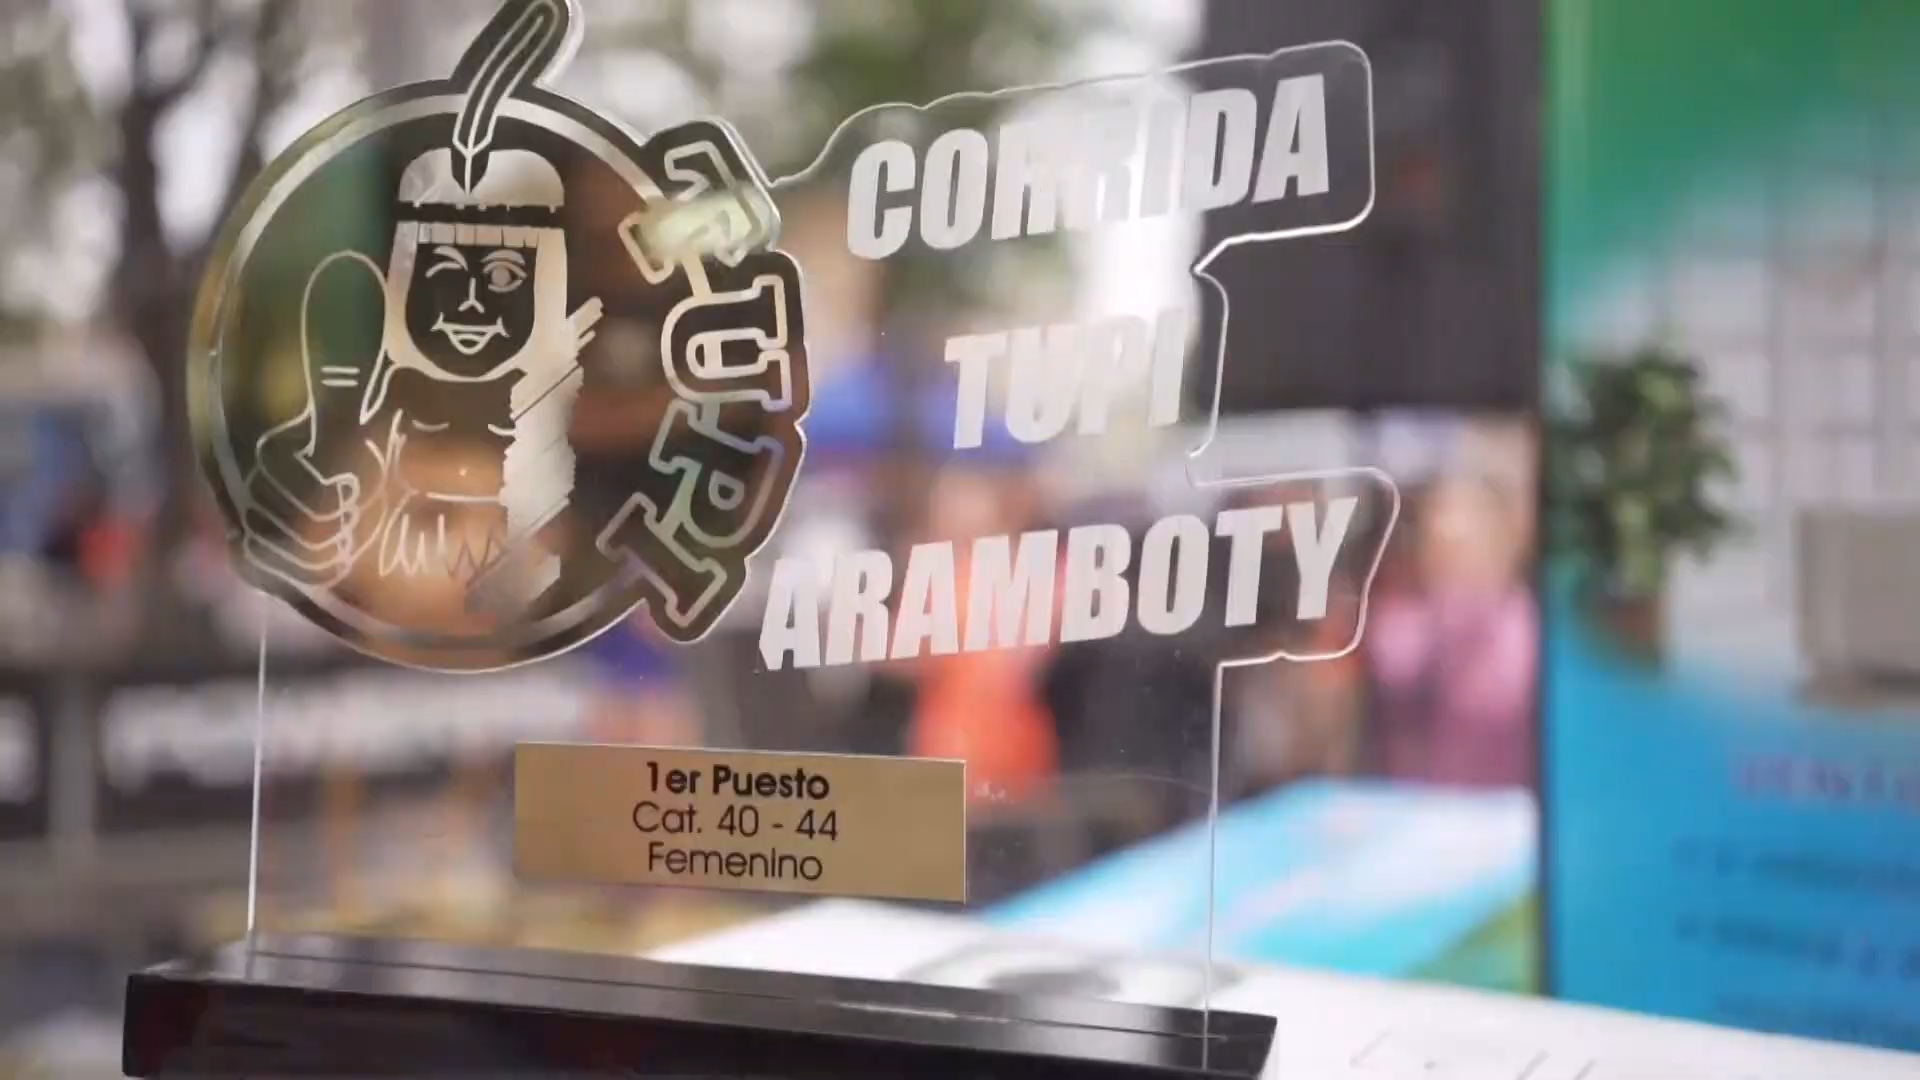 TUPI
CORRIDA
TUPI
ARAMBOTY
1er Puesto
Cat. 40 - 44
Femenino